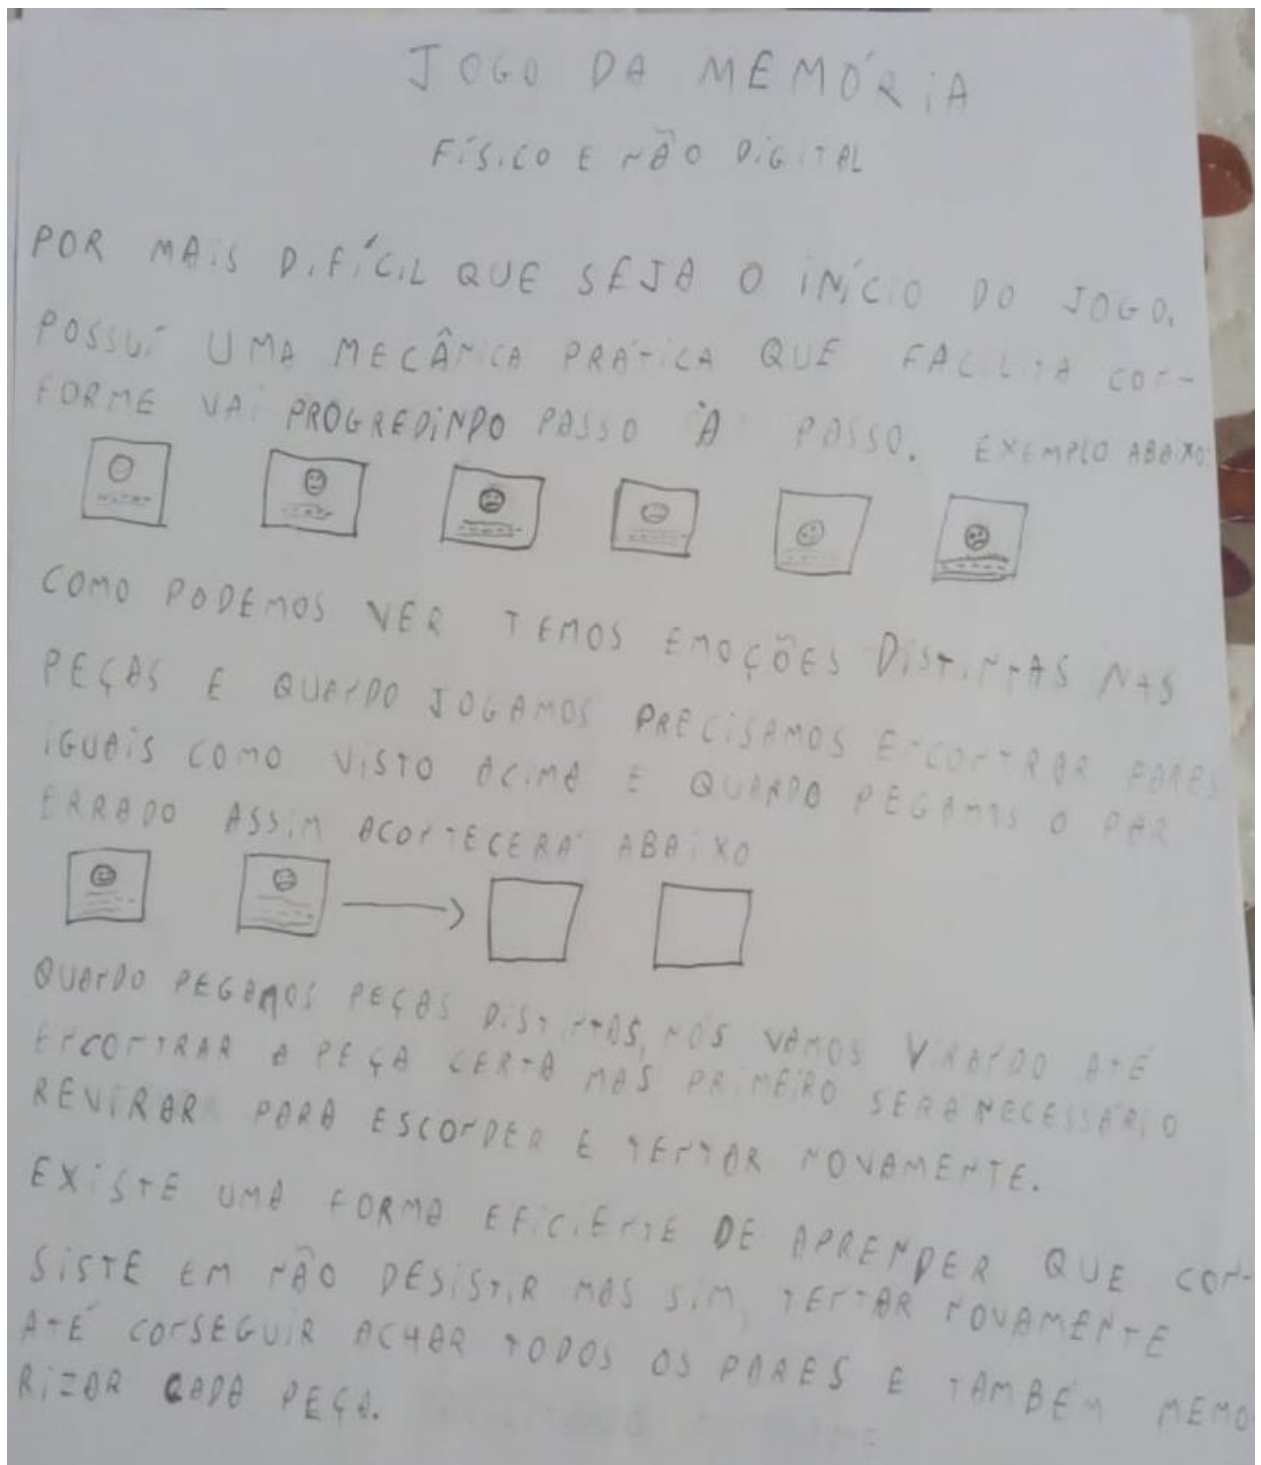 JOGO DA MEMÓRIA
FÍSICO E NÃO DIGITAL
POR MAIS DIFÍCIL QUE SEJA O INÍCIO DO JOGO,
POSSUÍ UMA MECÂNICA PRÁTICA QUE FACILITA CON-
FORME VAI PROGREDINDO PASSO À PASSO. EXEMPLO ABAIXO:
COMO PODEMOS VER TEMOS EMOÇÕES DISTINTAS NAS
PEÇAS E QUANDO JOGAMOS PRECISAMOS ENCONTRAR PARES
IGUAIS COMO VISTO ACIMA E QUANDO PEGAMOS O PAR
ERRADO ASSIM ACONTECERÁ ABAIXO
QUANDO PEGAMOS PEÇAS DISTINTAS, NÓS VAMOS VIRANDO ATÉ
ENCONTRAR A PEÇA CERTA MAS PRIMEIRO SERA NECESSÁRIO
REVIRAR PARA ESCONDER E TENTAR NOVAMENTE.
EXISTE UMA FORMA EFICIENTE DE APRENDER QUE CON-
SISTE EM NÃO DESISTIR MAS SIM, TENTAR NOVAMENTE
ATÉ CONSEGUIR ACHAR TODOS OS PARES E TAMBÉM MEMO
RIZAR CADA PEÇA.